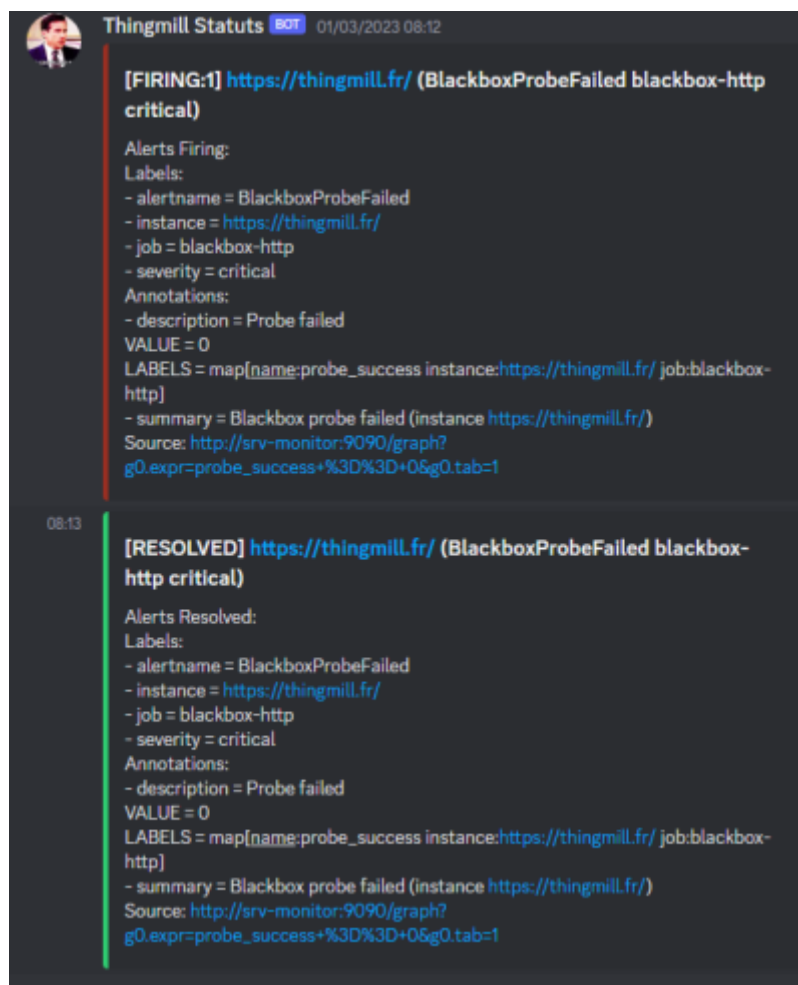 Thingmill Statuts BOT 01/03/2023 08:12
[FIRING:1] https://thingmill.fr/ (BlackboxProbeFailed blackbox-http
critical)
Alerts Firing:
Labels:
- alertname = BlackboxProbeFailed
- instance = https://thingmill.fr/
- job = blackbox-http
- severity = critical
Annotations:
- description = Probe failed
VALUE = 0
LABELS = map[name:probe_success instance:https://thingmill.fr/ job:blackbox-
http]
- summary = Blackbox probe failed (instance https://thingmill.fr/)
Source: http://srv-monitor:9090/graph?
g0.expr=probe_success+%3D%3D+0&g0.tab=1
08:13
[RESOLVED] https://thingmill.fr/ (BlackboxProbeFailed blackbox-
http critical)
Alerts Resolved:
Labels:
- alertname = BlackboxProbeFailed
- instance = https://thingmill.fr/
- job = blackbox-http
- severity = critical
Annotations:
- description = Probe failed
VALUE = 0
LABELS = map[name:probe_success instance:https://thingmill.fr/ job:blackbox-
http]
- summary = Blackbox probe failed (instance https://thingmill.fr/)
Source: http://srv-monitor:9090/graph?
g0.expr=probe_success+%3D%3D+0&g0.tab=1